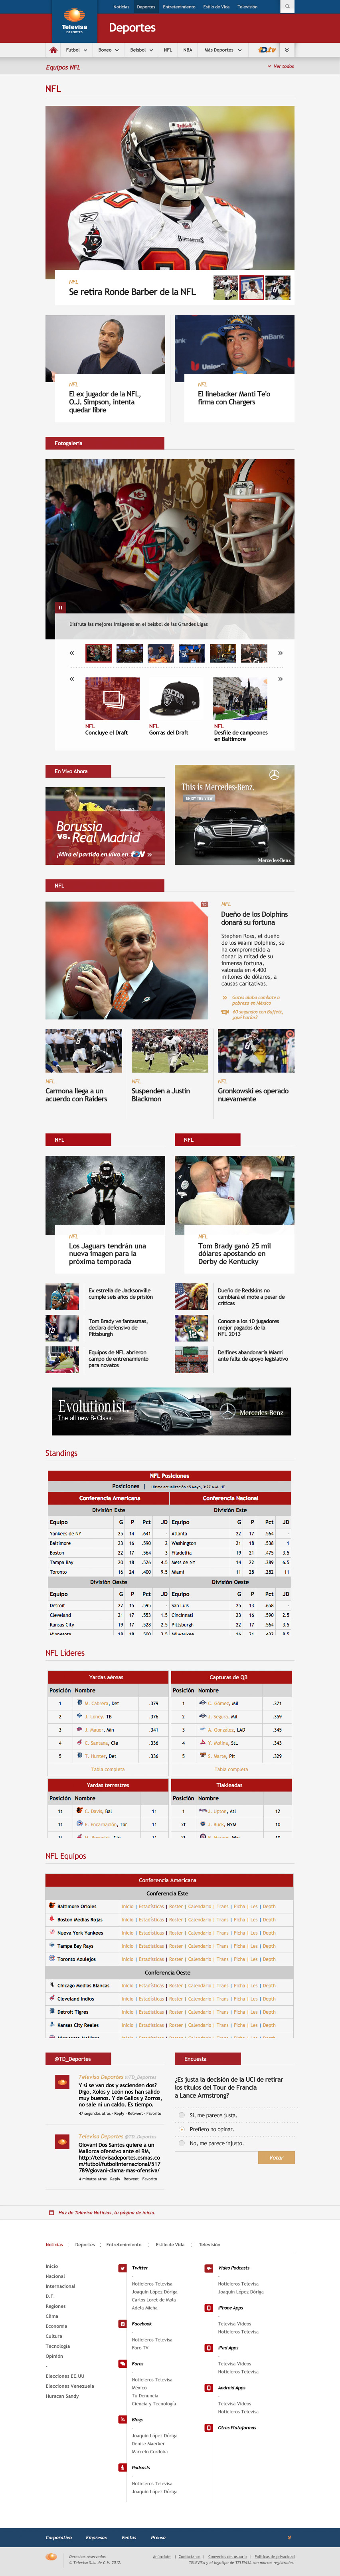 Noticias Deportes Entretenimiento Estilo de Vida Televisión
Televisa
DEPORTES
Deportes
Futbol Boxeo Beisbol NFL NBA Más Deportes
Equipos NFL
Ver todos
NFL
NFL
Se retira Ronde Barber de la NFL
NFL
El ex jugador de la NFL,
O.J. Simpson, intenta
quedar libre
NFL
El linebacker Manti Te'o
firma con Chargers
Fotogalería
Disfruta las mejores imágenes en el beisbol de las Grandes Ligas
NFL
Concluye el Draft
NFL
Gorras del Draft
NFL
Desfile de campeones
en Baltimore
En Vivo Ahora
Borussia
vs. Real Madrid
¡Mira el partido en vivo en
This is Mercedes-Benz.
Mercedes-Benz
NFL
NFL
Dueño de los Dolphins
donará su fortuna
Stephen Ross, el dueño
de los Miami Dolphins, se
ha comprometido a
donar la mitad de su
inmensa fortuna,
valorada en 4.400
millones de dólares, a
causas caritativas.
Gates alaba combate a
pobreza en México
60 segundos con Buffett,
¿qué harías?
NFL
Carmona llega a un
acuerdo con Raiders
NFL
Suspenden a Justin
Blackmon
NFL
Gronkowski es operado
nuevamente
NFL
NFL
Los Jaguars tendrán una
nueva imagen para la
próxima temporada
Ex estrella de Jacksonville
cumple seis años de prisión
Tom Brady ve fantasmas,
declara defensivo de
Pittsburgh
Equipos de NFL abrieron
campo de entrenamiento
para novatos
NFL
NFL
Tom Brady ganó 25 mil
dólares apostando en
Derby de Kentucky
Dueño de Redskins no
cambiará el mote a pesar de
críticas
Conoce a los 10 jugadores
mejor pagados de la
NFL 2013
Delfines abandonaría Miami
ante falta de apoyo legislativo
Evolutionist
The all new B-Class.
Mercedes-Benz
Standings
NFL Posiciones
Posiciones | Ultima actualización 15 Mayo, 3:27 A.M. HE
Conferencia Americana Conferencia Nacional
División Este División Este
Equipo G P Pct JD Equipo G P Pct JD
Yankees de NY 25 14 .641 - Atlanta 22 17 .564 -
Baltimore 23 16 .590 2 Washington 21 18 .538 1
Boston 22 17 .564 3 Filadelfia 19 21 .475 3.5
Tampa Bay 20 18 .526 4.5 Mets de NY 14 22 .389 6.5
Toronto 16 24 .400 9.5 Miami 11 28 .282 11
División Oeste División Oeste
Equipo G P Pct JD Equipo G P Pct JD
Detroit 22 15 .595 - San Luis 25 13 .658 -
Cleveland 21 17 .553 1.5 Cincinnati 23 16 .590 2.5
Kansas City 19 17 .528 2.5 Pittsburgh 22 17 .564 3.5
Minnesota 18 18 .500 3.5 Milwaukee 16 21 .432 8.5
NFL Líderes
Yardas aéreas Capturas de QB
Posición Nombre Posición Nombre
1 M. Cabrera, Det .379 1 C. Gómez, Mil .371
2 J. Loney, TB .376 2 J. Segura, Mil .359
3 J. Mauer, Min .341 3 A. González, LAD .345
4 C. Santana, Cle .336 4 Y. Molina, StL .343
5 T. Hunter, Det .336 5 S. Marte, Pit .329
Tabla completa Tabla completa
Yardas terrestres Tlakleadas
Posición Nombre Posición Nombre
1t C. Davis, Bal 11 1 J. Upton, Atl 12
1t E. Encarnación, Tor 11 2t J. Buck, NYM 10
NFL Equipos
Conferencia Americana
Conferencia Este
Baltimore Orioles Inicio | Estadísticas | Roster | Calendario | Trans | Ficha | Les | Depth
Boston Medias Rojas Inicio | Estadísticas | Roster | Calendario | Trans | Ficha | Les | Depth
Nueva York Yankees Inicio | Estadísticas | Roster | Calendario | Trans | Ficha | Les | Depth
Tampa Bay Rays Inicio | Estadísticas | Roster | Calendario | Trans | Ficha | Les | Depth
Toronto Azulejos Inicio | Estadísticas | Roster | Calendario | Trans | Ficha | Les | Depth
Conferencia Oeste
Chicago Medias Blancas Inicio | Estadísticas | Roster | Calendario | Trans | Ficha | Les | Depth
Cleveland Indios Inicio | Estadísticas | Roster | Calendario | Trans | Ficha | Les | Depth
Detroit Tigres Inicio | Estadísticas | Roster | Calendario | Trans | Ficha | Les | Depth
Kansas City Reales Inicio | Estadísticas | Roster | Calendario | Trans | Ficha | Les | Depth
@TD_Deportes
Televisa Deportes @TD_Deportes
Y si se van dos y ascienden dos?
Digo, Xolos y León nos han salido
muy buenos. Y de Gallos y Zorros,
no sale ni un caldo. Es tiempo.
47 segundos atras · Reply · Retweet · Favorito
Televisa Deportes @TD_Deportes
Giovani Dos Santos quiere a un
Mallorca ofensivo ante el RM,
http://televisadeportes.esmas.co
m/futbol/futbolinternacional/517
789/giovani-clama-mas-ofensiva/
4 minutos atras · Reply · Retweet · Favorito
Encuesta
¿Es justa la decisión de la UCI de retirar
los títulos del Tour de Francia
a Lance Armstrong?
Sí, me parece justa.
Prefiero no opinar.
No, me parece injusto.
Votar
Haz de Televisa Noticias, tu página de inicio.
Noticias Deportes Entretenimiento Estilo de Vida Televisión
Inicio
Nacional
Internacional
D.F.
Regiones
Clima
Economía
Cultura
Tecnología
Opinión
-
Elecciones EE.UU
Elecciones Venezuela
Huracan Sandy
Twitter
-
Noticieros Televisa
Joaquín López Dóriga
Carlos Loret de Mola
Adela Micha
Facebook
-
Noticieros Televisa
Foro TV
Foros
-
Noticieros Televisa
México
Tu Denuncia
Ciencia y Tecnología
Blogs
-
Joaquín López Dóriga
Denise Maerker
Marcelo Cordoba
Podcasts
-
Noticieros Televisa
Joaquín López Dóriga
Video Podcasts
-
Noticieros Televisa
Joaquín López Dóriga
iPhone Apps
-
Televisa Videos
Noticieros Televisa
iPad Apps
-
Televisa Videos
Noticieros Televisa
Android Apps
-
Televisa Videos
Noticieros Televisa
Otras Plataformas
Corporativo Empresas Ventas Prensa
Derechos reservados
© Televisa S.A. de C.V. 2012.
Anúnciate | Contáctanos | Convenios del usuario | Políticas de privacidad
TELEVISA y el logotipo de TELEVISA son marcas registradas.